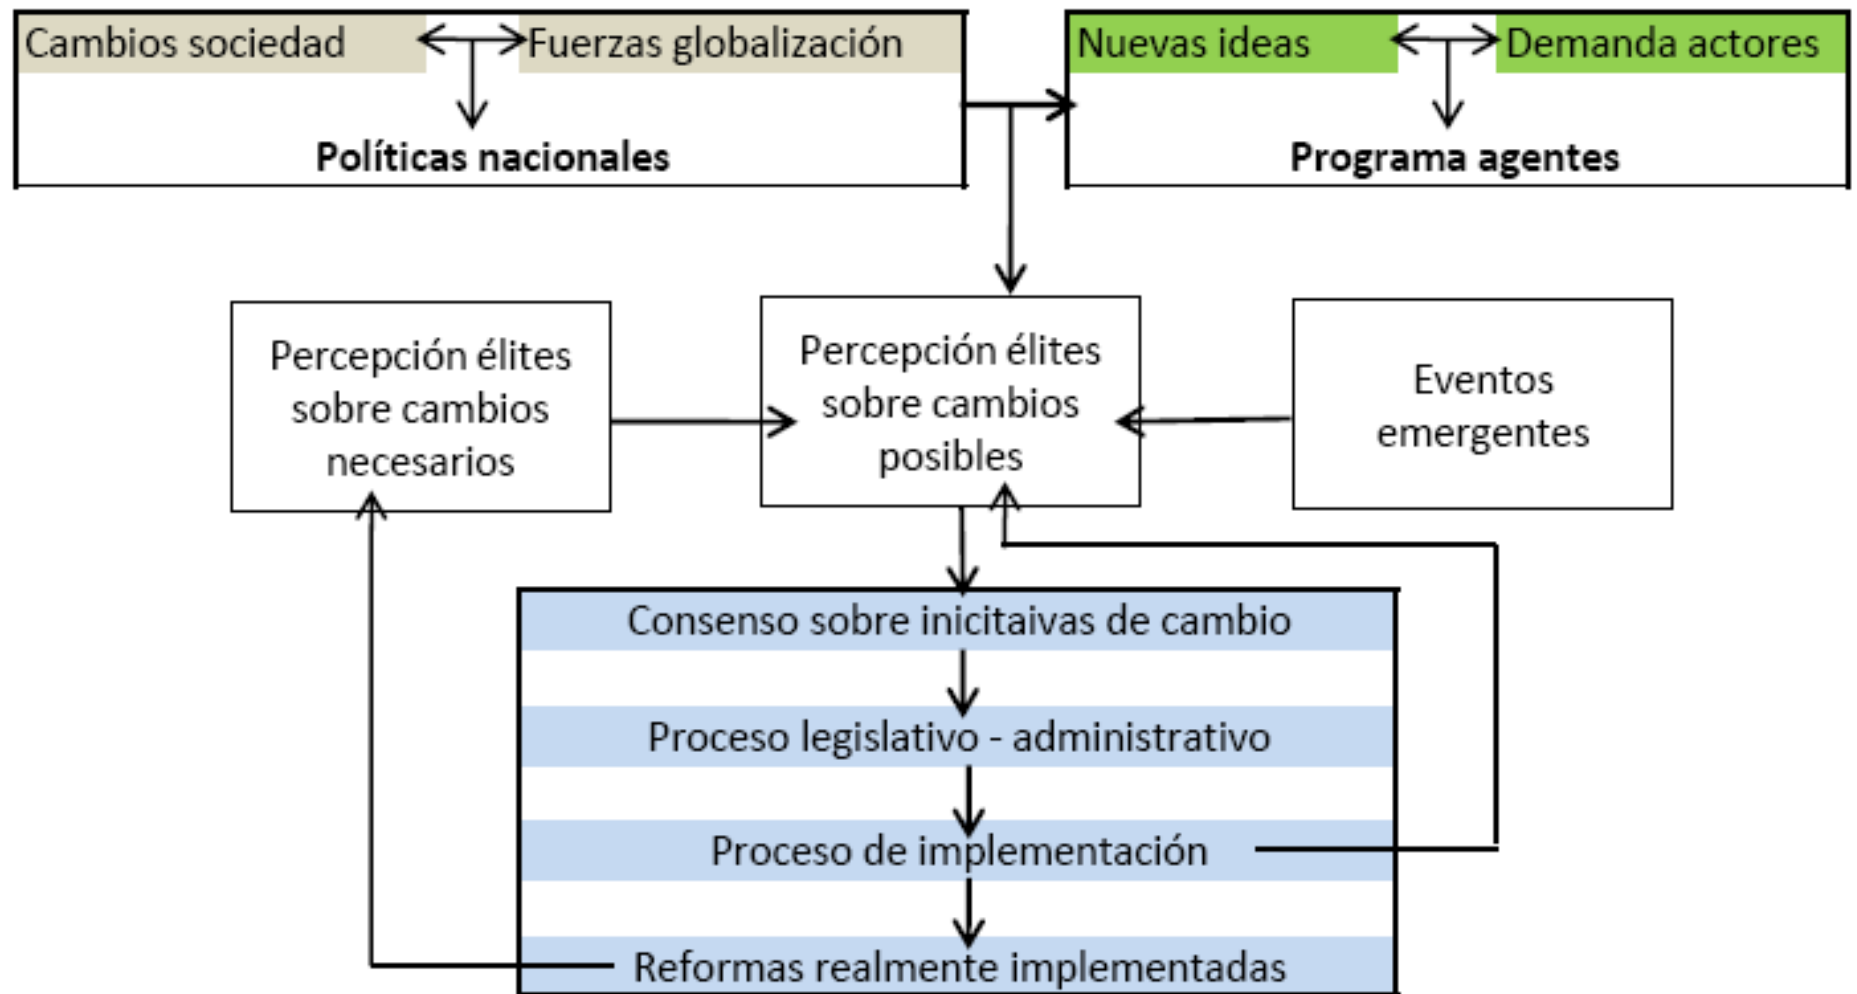 Cambios sociedad
Fuerzas globalización
Políticas nacionales
Nuevas ideas
Demanda actores
Programa agentes
Percepción élites
sobre cambios
necesarios
Percepción élites
sobre cambios
posibles
Eventos
emergentes
Consenso sobre inicitaivas de cambio
Proceso legislativo - administrativo
Proceso de implementación
Reformas realmente implementadas